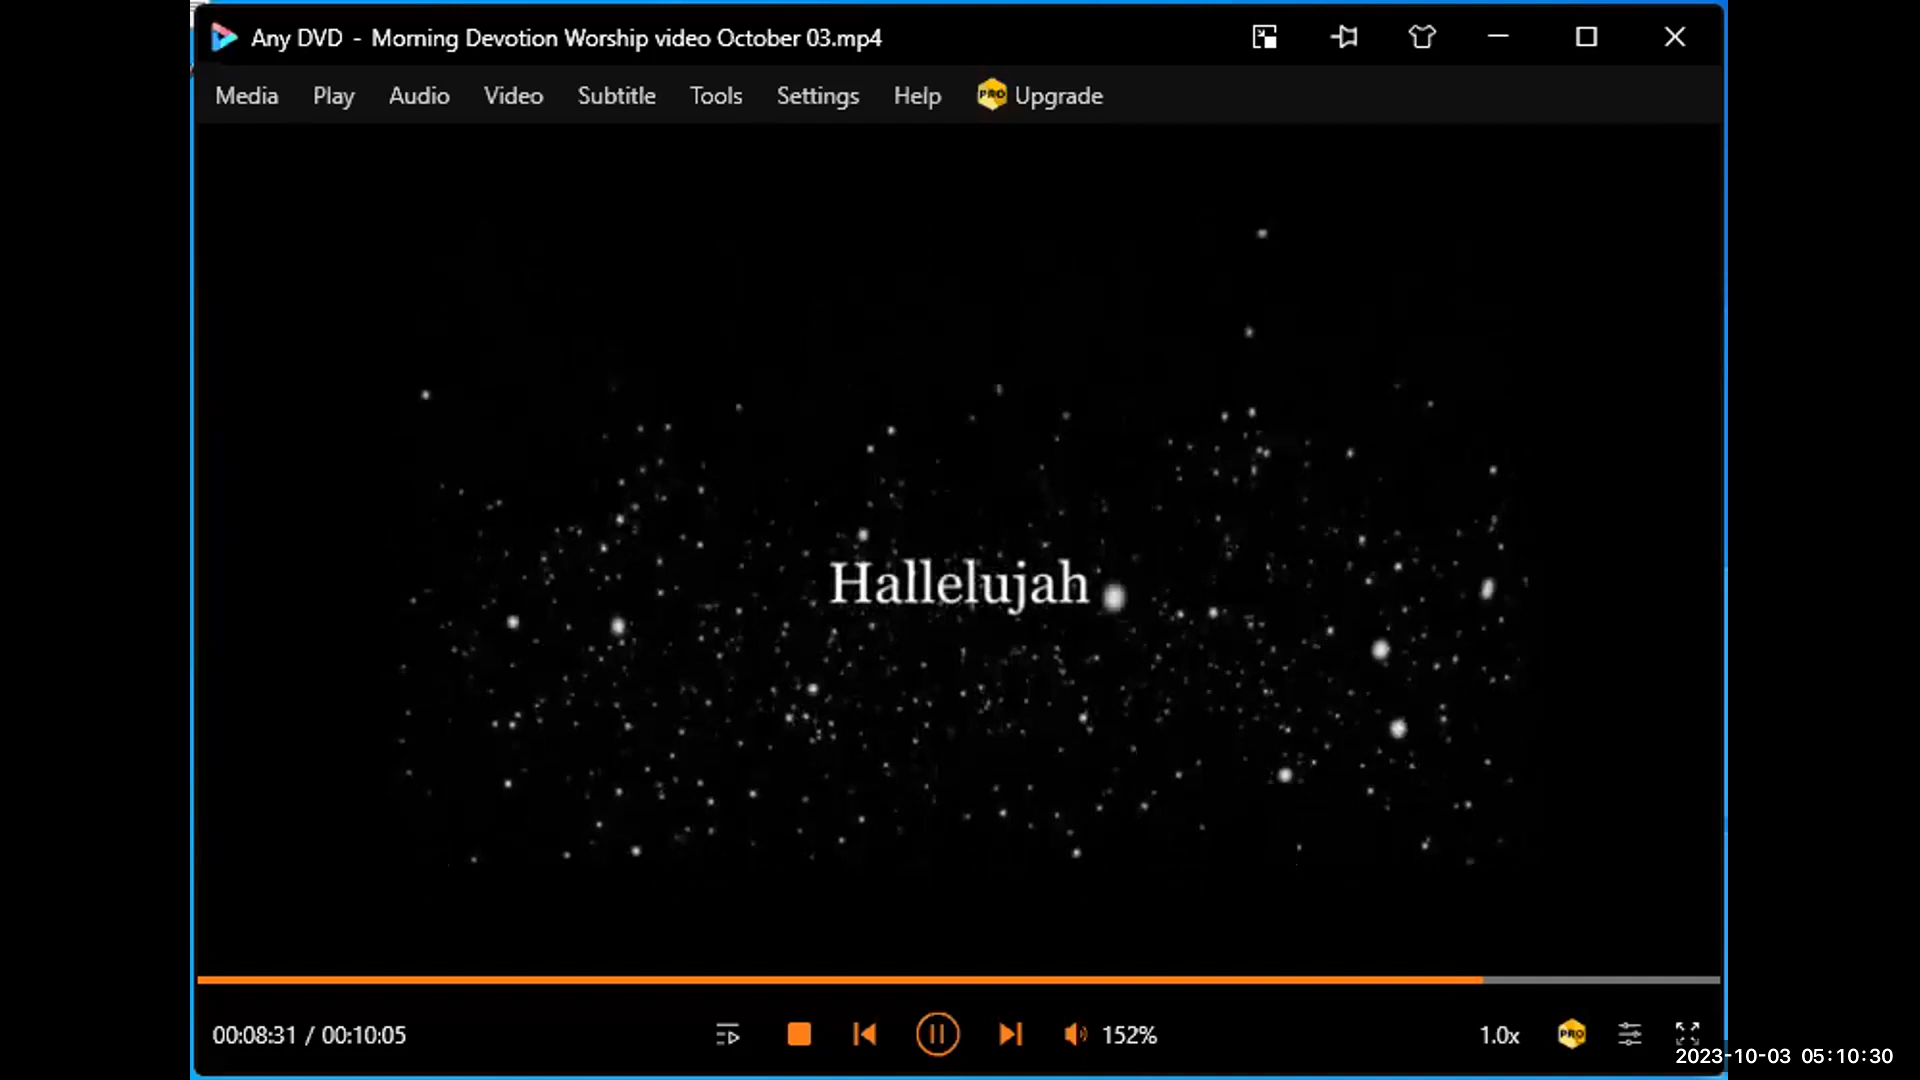 Any DVD - Morning Devotion Worship video October 03.mp4
Media Play Audio Video Subtitle Tools Settings Help PRO Upgrade
Hallelujah
00:08:31 / 00:10:05 152% 1.0x PRO
2023-10-03 05:10:30